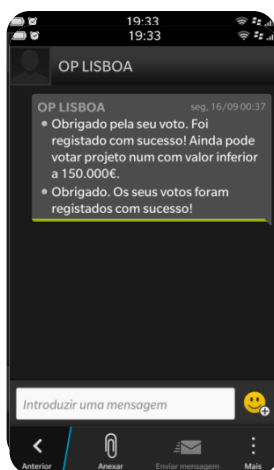 19:33
19:33
OP LISBOA
OP LISBOA seg, 16/09 00:37
Obrigado pela seu voto. Foi
registado com sucesso! Ainda pode
votar projeto num com valor inferior
a 150.000€.
Obrigado. Os seus votos foram
registados com sucesso!
Introduzir uma mensagem
Anterior Anexar Enviar mensagem Mais